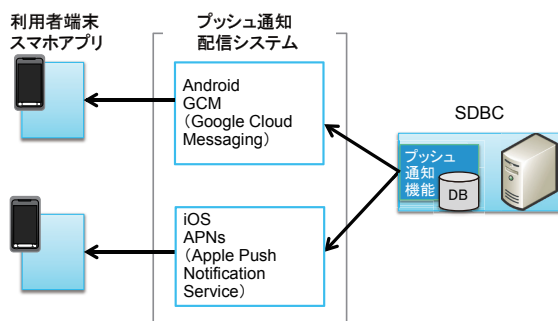 利用者端末
スマホアプリ
プッシュ通知
配信システム
Android
GCM
（Google Cloud
Messaging）
iOS
APNs
（Apple Push
Notification
Service）
SDBC
プッシュ
通知
機能
DB